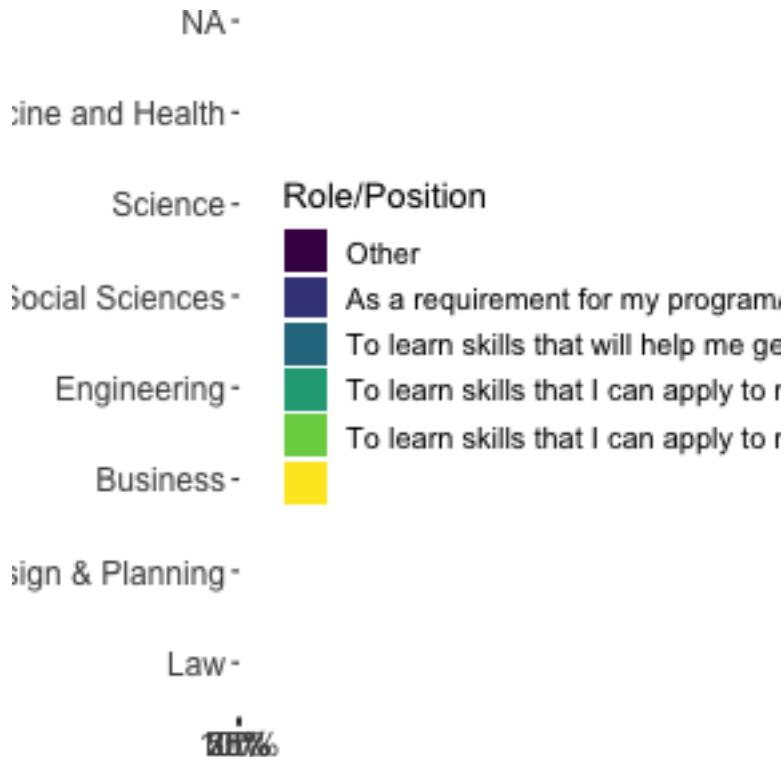 NA
cine and Health
Science
Role/Position
Other
Social Sciences
As a requirement for my program
To learn skills that will help me ge
Engineering
To learn skills that I can apply to
To learn skills that I can apply to
Business
sign & Planning
Law